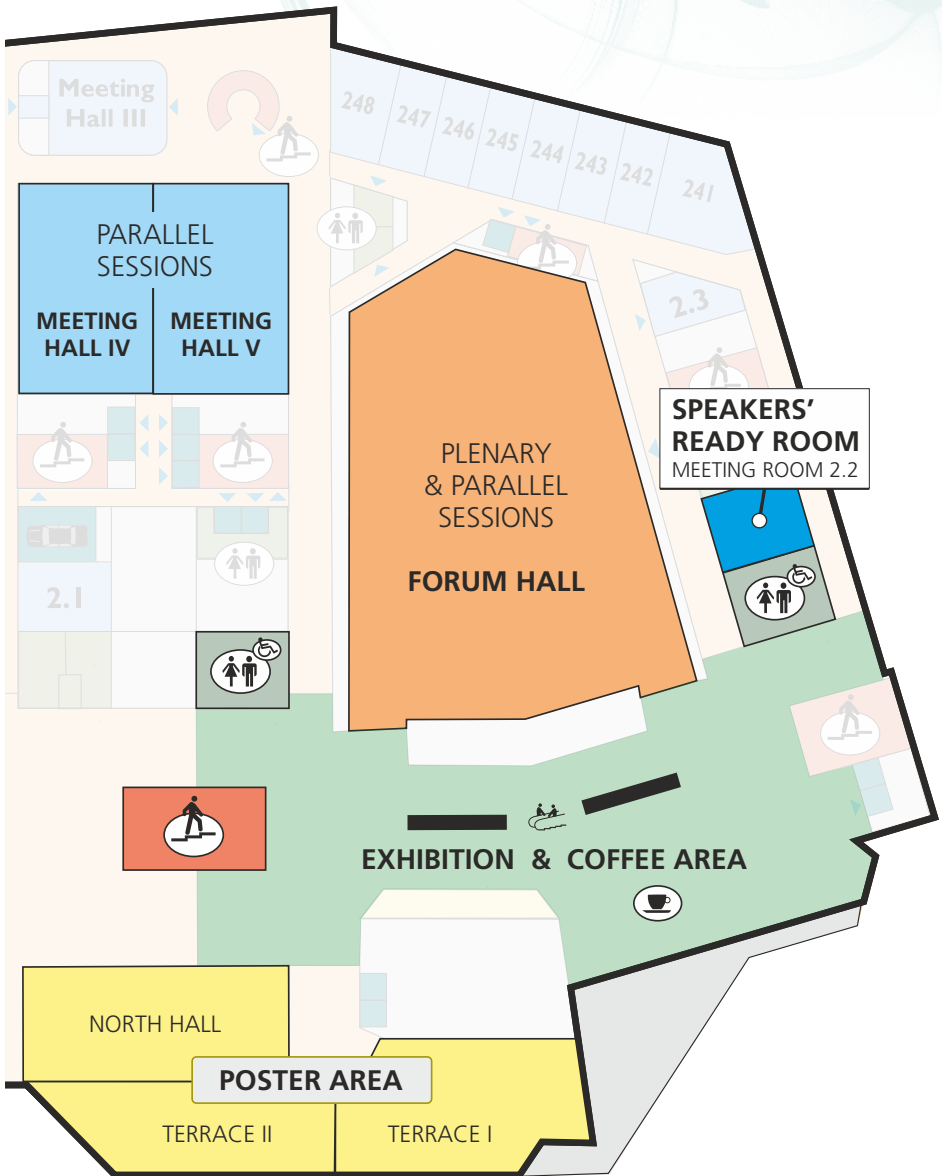 Meeting
Hall III
248
247
246
245
244
243
242
241
PARALLEL
SESSIONS
MEETING
HALL IV
MEETING
HALL V
2.3
SPEAKERS'
READY ROOM
MEETING ROOM 2.2
PLENARY
& PARALLEL
SESSIONS
FORUM HALL
2.1
EXHIBITION & COFFEE AREA
NORTH HALL
POSTER AREA
TERRACE II
TERRACE I